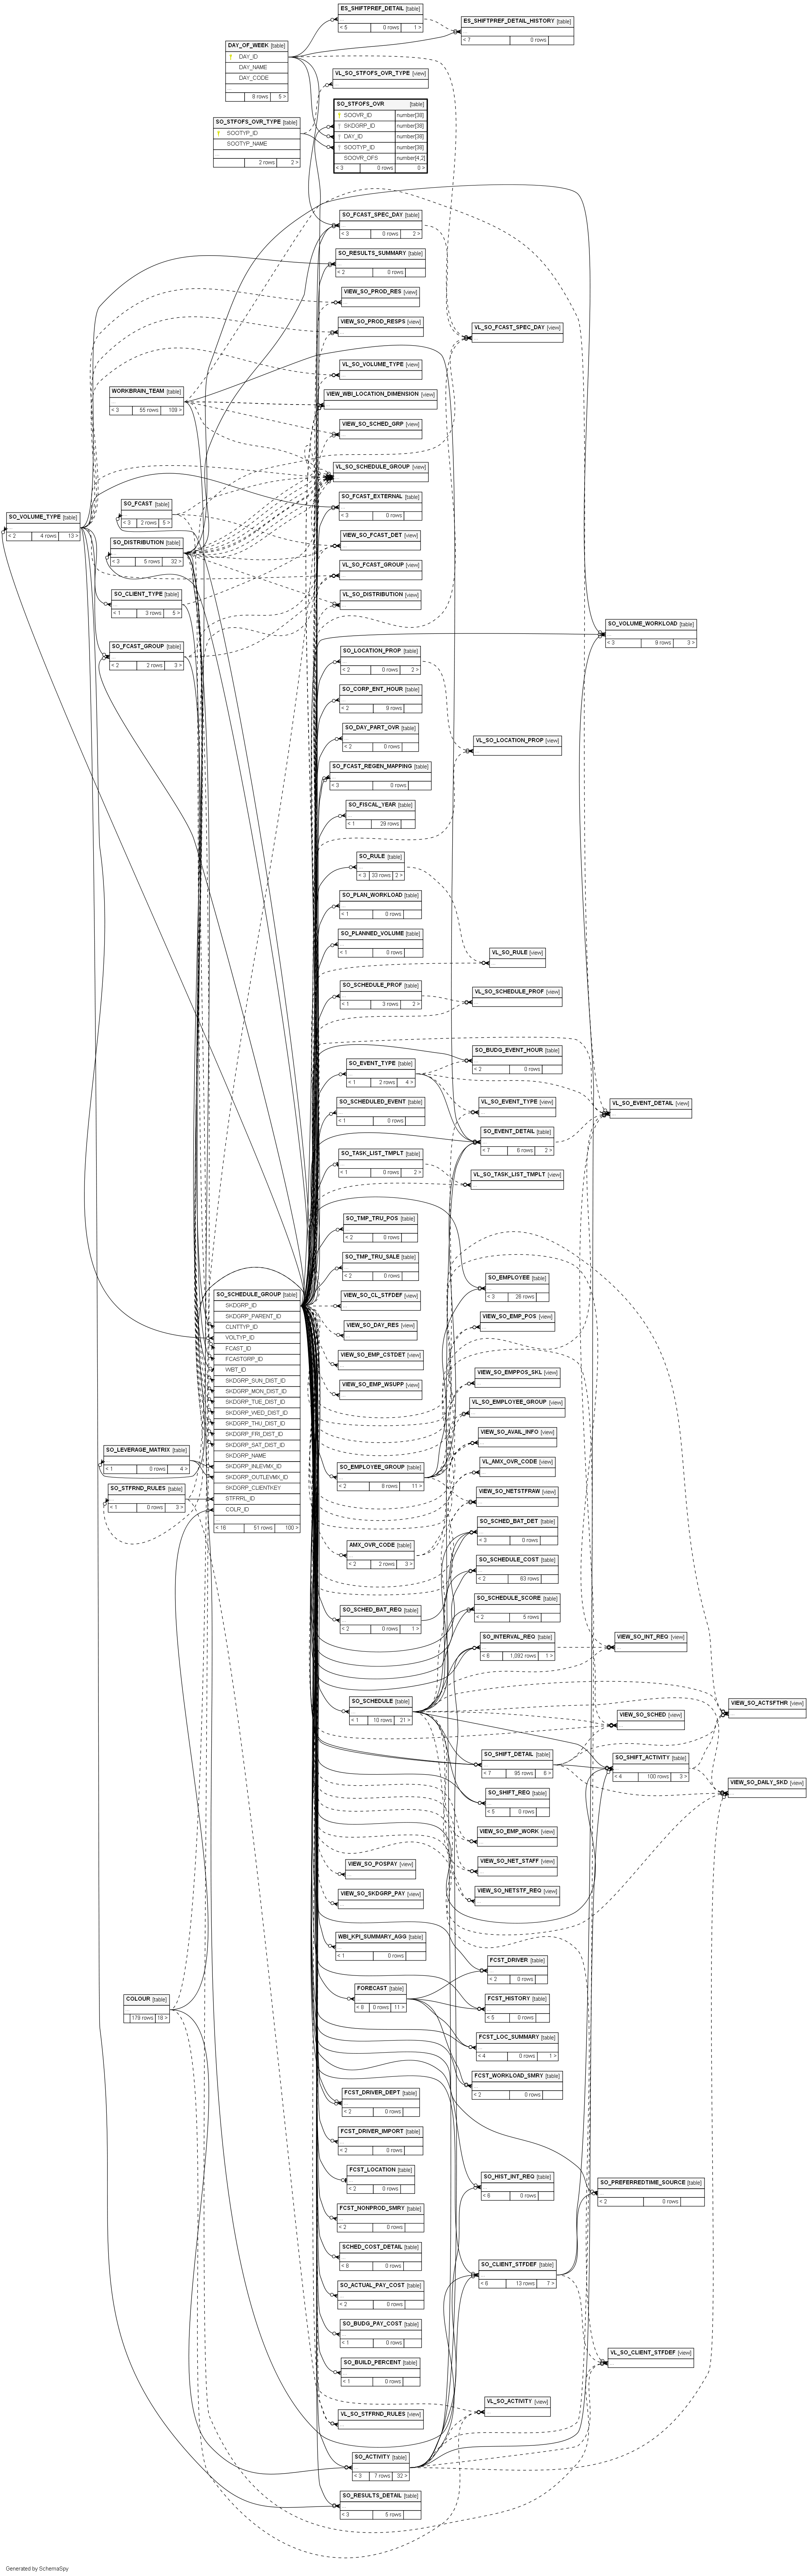 ES_SHIFTPREF_DETAIL [table]
...
< 5 0 rows 1 >
ES_SHIFTPREF_DETAIL_HISTORY [table]
...
< 7 0 rows
DAY_OF_WEEK [table]
DAY_ID
DAY_NAME
DAY_CODE
...
8 rows 5 >
VL_SO_STFOFS_OVR_TYPE [view]
...
SO_STFOFS_OVR [table]
SOOVR_ID number[38]
SKDGRP_ID number[38]
DAY_ID number[38]
SOOTYP_ID number[38]
SOOVR_OFS number[4,2]
< 3 0 rows 0 >
SO_STFOFS_OVR_TYPE [table]
SOOTYP_ID
SOOTYP_NAME
...
2 rows 2 >
SO_FCAST_SPEC_DAY [table]
...
< 3 0 rows 2 >
SO_RESULTS_SUMMARY [table]
...
< 2 0 rows
VIEW_SO_PROD_RES [view]
...
VIEW_SO_PROD_RESPS [view]
...
VL_SO_FCAST_SPEC_DAY [view]
...
VL_SO_VOLUME_TYPE [view]
...
WORKBRAIN_TEAM [table]
...
< 3 55 rows 109 >
VIEW_WBI_LOCATION_DIMENSION [view]
...
VIEW_SO_SCHED_GRP [view]
...
VL_SO_SCHEDULE_GROUP [view]
...
SO_FCAST [table]
...
< 3 2 rows 5 >
SO_FCAST_EXTERNAL [table]
...
< 3 0 rows
SO_VOLUME_TYPE [table]
...
< 2 4 rows 13 >
SO_DISTRIBUTION [table]
...
< 3 5 rows 32 >
VIEW_SO_FCAST_DET [view]
...
VL_SO_FCAST_GROUP [view]
...
SO_CLIENT_TYPE [table]
...
< 1 3 rows 5 >
VL_SO_DISTRIBUTION [view]
...
SO_VOLUME_WORKLOAD [table]
...
< 3 9 rows 3 >
SO_FCAST_GROUP [table]
...
< 2 2 rows 3 >
SO_LOCATION_PROP [table]
...
< 2 0 rows 2 >
SO_CORP_ENT_HOUR [table]
...
< 2 8 rows
SO_DAY_PART_OVR [table]
...
< 2 0 rows
VL_SO_LOCATION_PROP [view]
...
SO_FCAST_REGEN_MAPPING [table]
...
< 3 0 rows
SO_FISCAL_YEAR [table]
...
< 1 29 rows
SO_RULE [table]
...
< 3 33 rows 2 >
SO_PLAN_WORKLOAD [table]
...
< 1 0 rows
SO_PLANNED_VOLUME [table]
...
< 1 0 rows
VL_SO_RULE [view]
...
SO_SCHEDULE_PROF [table]
...
< 1 3 rows 2 >
VL_SO_SCHEDULE_PROF [view]
...
SO_EVENT_TYPE [table]
...
< 1 2 rows 4 >
SO_BUDG_EVENT_HOUR [table]
...
< 2 0 rows
SO_SCHEDULED_EVENT [table]
...
< 1 0 rows
VL_SO_EVENT_TYPE [view]
...
VL_SO_EVENT_DETAIL [view]
...
SO_EVENT_DETAIL [table]
...
< 7 8 rows 2 >
SO_TASK_LIST_TMPLT [table]
...
< 1 0 rows 2 >
VL_SO_TASK_LIST_TMPLT [view]
...
SO_TMP_TRU_POS [table]
...
< 2 0 rows
SO_TMP_TRU_SALE [table]
...
< 2 0 rows
SO_SCHEDULE_GROUP [table]
SKDGRP_ID
SKDGRP_PARENT_ID
CLNTTYP_ID
VOLTYP_ID
FCAST_ID
FCASTGRP_ID
WBT_ID
SKDGRP_SUN_DIST_ID
SKDGRP_MON_DIST_ID
SKDGRP_TUE_DIST_ID
SKDGRP_WED_DIST_ID
SKDGRP_THU_DIST_ID
SKDGRP_FRI_DIST_ID
SKDGRP_SAT_DIST_ID
SKDGRP_NAME
SKDGRP_INLEVMX_ID
SKDGRP_OUTLEVMX_ID
SKDGRP_CLIENTKEY
STFRRL_ID
COLR_ID
...
< 16 51 rows 100 >
VIEW_SO_CL_STFDEF [view]
...
VIEW_SO_DAY_RES [view]
...
VIEW_SO_EMP_CSTDET [view]
...
VIEW_SO_EMP_WSUPP [view]
...
SO_EMPLOYEE [table]
...
< 3 26 rows
VIEW_SO_EMP_POS [view]
...
VIEW_SO_EMPPOS_SKL [view]
...
VL_SO_EMPLOYEE_GROUP [view]
...
VIEW_SO_AVAIL_INFO [view]
...
SO_LEVERAGE_MATRIX [table]
...
< 1 0 rows 4 >
SO_EMPLOYEE_GROUP [table]
...
< 2 8 rows 11 >
VL_AMX_OVR_CODE [view]
...
SO_STFRND_RULES [table]
...
< 1 0 rows 3 >
VIEW_SO_NETSTFRAW [view]
...
SO_SCHED_BAT_DET [table]
...
< 3 0 rows
AMX_OVR_CODE [table]
...
< 2 2 rows 3 >
SO_SCHEDULE_COST [table]
...
< 2 63 rows
SO_SCHED_BAT_REQ [table]
...
< 2 0 rows 1 >
SO_SCHEDULE_SCORE [table]
...
< 2 5 rows
SO_INTERVAL_REQ [table]
...
< 6 1,092 rows 1 >
VIEW_SO_INT_REQ [view]
...
SO_SCHEDULE [table]
...
< 1 10 rows 21 >
VIEW_SO_SCHED [view]
...
VIEW_SO_ACTSFTHR [view]
...
SO_SHIFT_DETAIL [table]
...
< 7 95 rows 6 >
SO_SHIFT_ACTIVITY [table]
...
< 4 100 rows 3 >
VIEW_SO_DAILY_SKD [view]
...
SO_SHIFT_REQ [table]
...
< 5 0 rows
VIEW_SO_EMP_WORK [view]
...
VIEW_SO_POSPAY [view]
...
VIEW_SO_NET_STAFF [view]
...
VIEW_SO_SKDGRP_PAY [view]
...
VIEW_SO_NETSTF_REQ [view]
...
WBI_KPI_SUMMARY_AGG [table]
...
< 1 0 rows
COLOUR [table]
...
178 rows 18 >
FORECAST [table]
...
< 8 0 rows 11 >
FCST_DRIVER [table]
...
< 2 0 rows
FCST_HISTORY [table]
...
< 5 0 rows
FCST_LOC_SUMMARY [table]
...
< 4 0 rows 1 >
FCST_WORKLOAD_SMRY [table]
...
< 2 0 rows
FCST_DRIVER_DEPT [table]
...
< 2 0 rows
FCST_DRIVER_IMPORT [table]
...
< 2 0 rows
FCST_LOCATION [table]
...
< 2 0 rows
SO_HIST_INT_REQ [table]
...
< 6 0 rows
SO_PREFERREDTIME_SOURCE [table]
...
< 2 0 rows
FCST_NONPROD_SMRY [table]
...
< 2 0 rows
SCHED_COST_DETAIL [table]
...
< 8 0 rows
SO_CLIENT_STFDEF [table]
...
< 8 13 rows 7 >
SO_ACTUAL_PAY_COST [table]
...
< 2 0 rows
SO_BUDG_PAY_COST [table]
...
< 1 0 rows
VL_SO_CLIENT_STFDEF [view]
...
SO_BUILD_PERCENT [table]
...
< 1 0 rows
VL_SO_STFRND_RULES [view]
...
VL_SO_ACTIVITY [view]
...
SO_ACTIVITY [table]
...
< 3 7 rows 32 >
SO_RESULTS_DETAIL [table]
...
< 3 5 rows
Generated by SchemaSpy